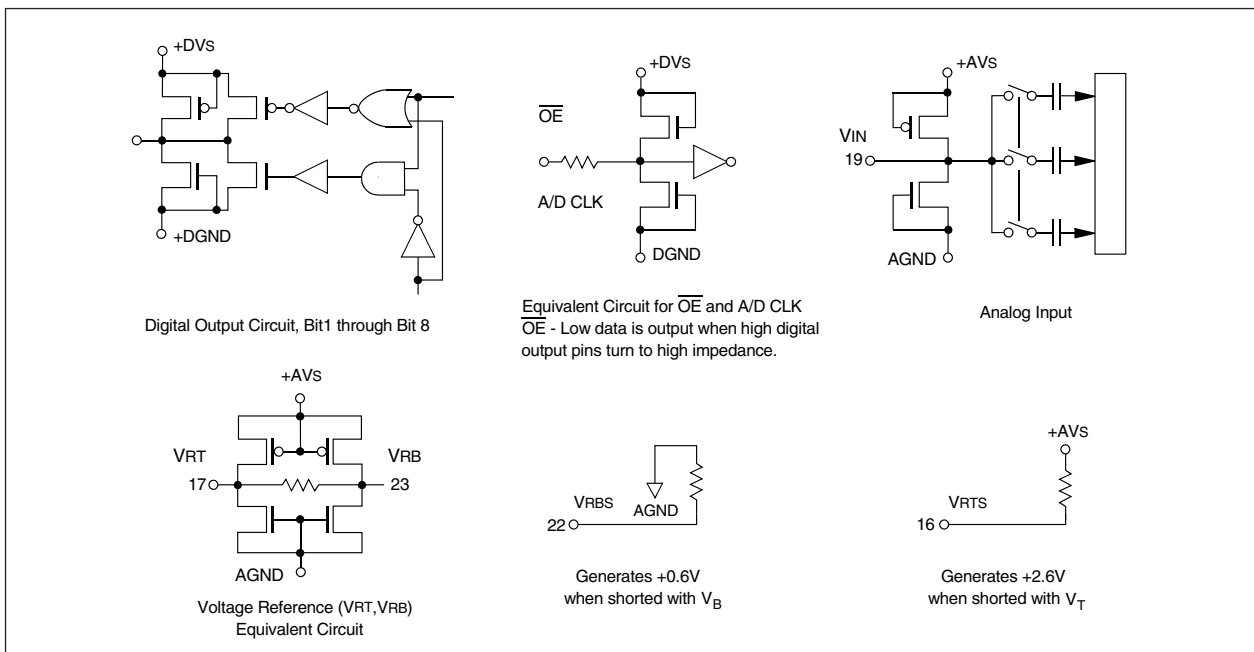 +DVS
+DGND
Digital Output Circuit, Bit1 through Bit 8
+DVS
OE
A/D CLK
DGND
Equivalent Circuit for OE and A/D CLK
OE - Low data is output when high digital
output pins turn to high impedance.
+AVS
VIN
19
AGND
Analog Input
+AVS
VRT
VRB
17
23
AGND
Voltage Reference (VRT,VRB)
Equivalent Circuit
VRBS
AGND
22
Generates +0.6V
when shorted with VB
+AVS
VRTS
16
Generates +2.6V
when shorted with VT